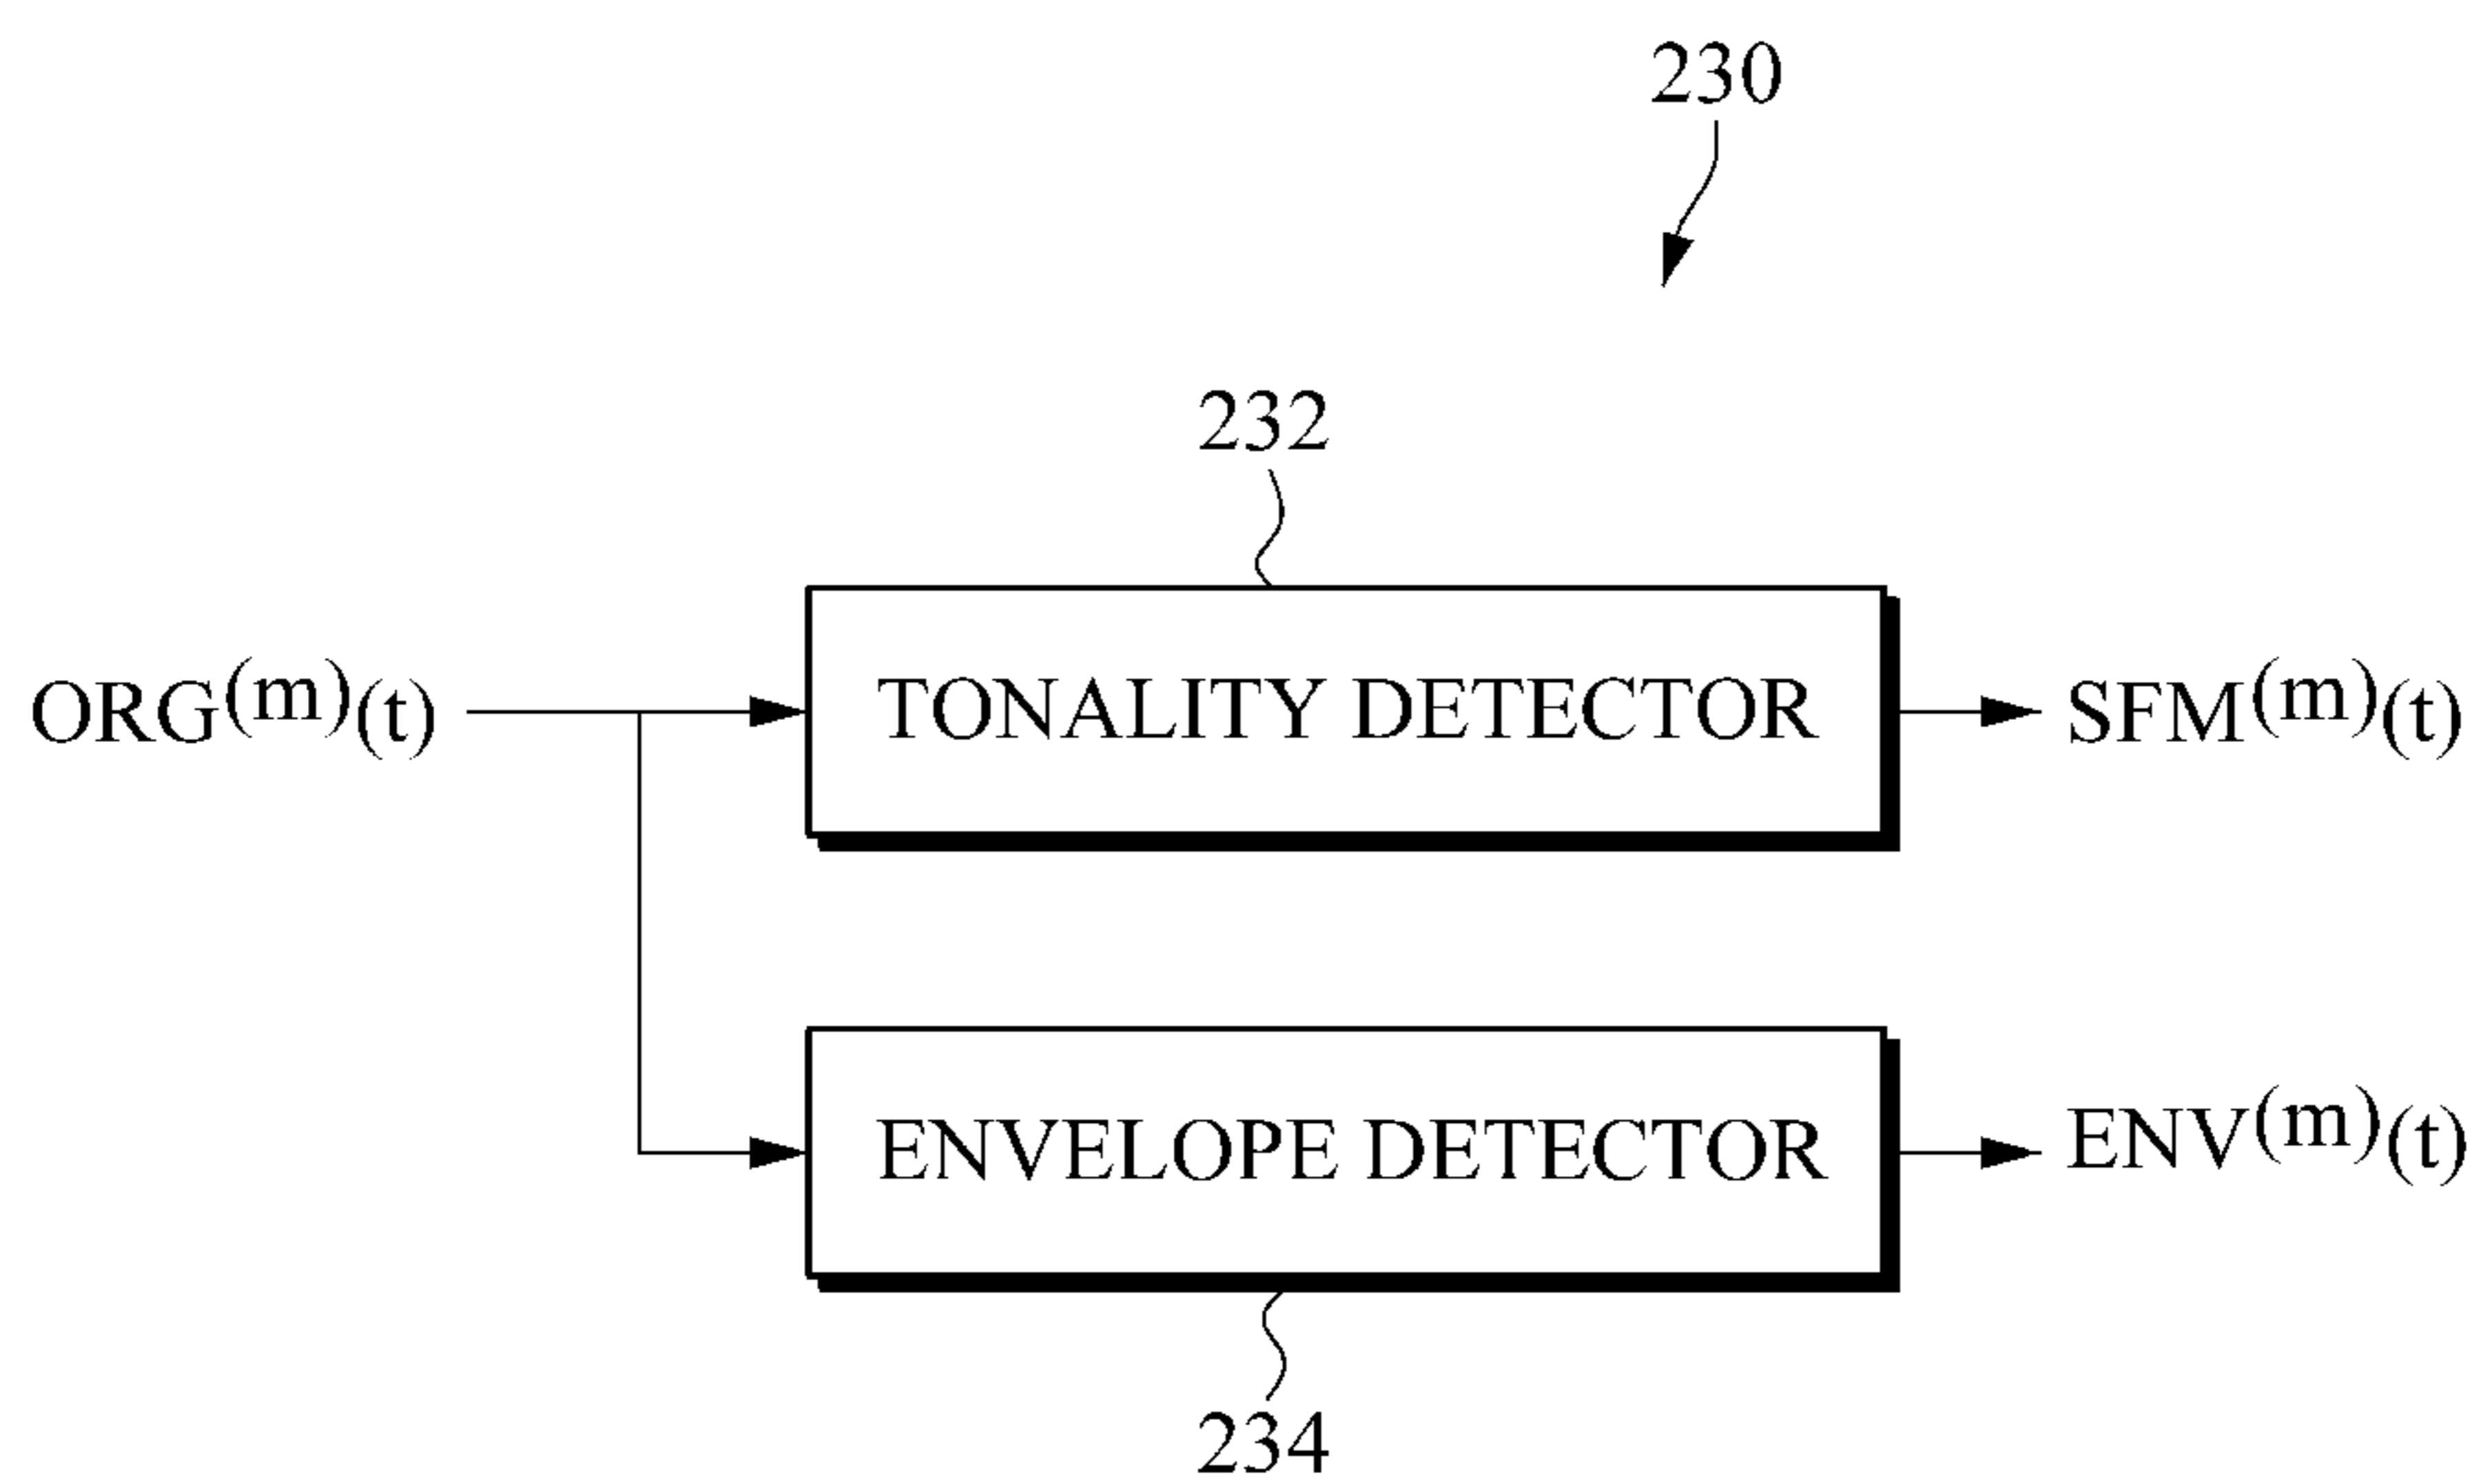 230
232
ORG(m)(t) TONALITY DETECTOR SFM(m)(t)
ENVELOPE DETECTOR ENV(m)(t)
234